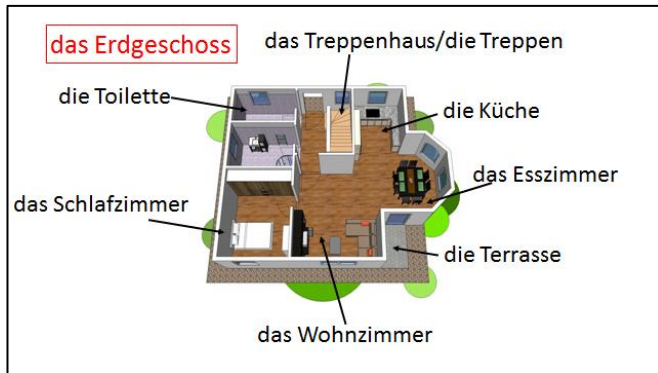 das Erdgeschoss
das Treppenhaus/die Treppen
die Toilette
die Küche
das Esszimmer
das Schlafzimmer
die Terrasse
das Wohnzimmer